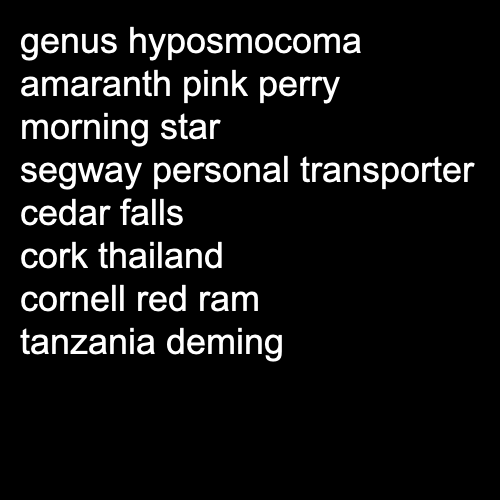 genus hyposmocoma
amaranth pink perry
morning star
segway personal transporter
cedar falls
cork thailand
cornell red ram
tanzania deming